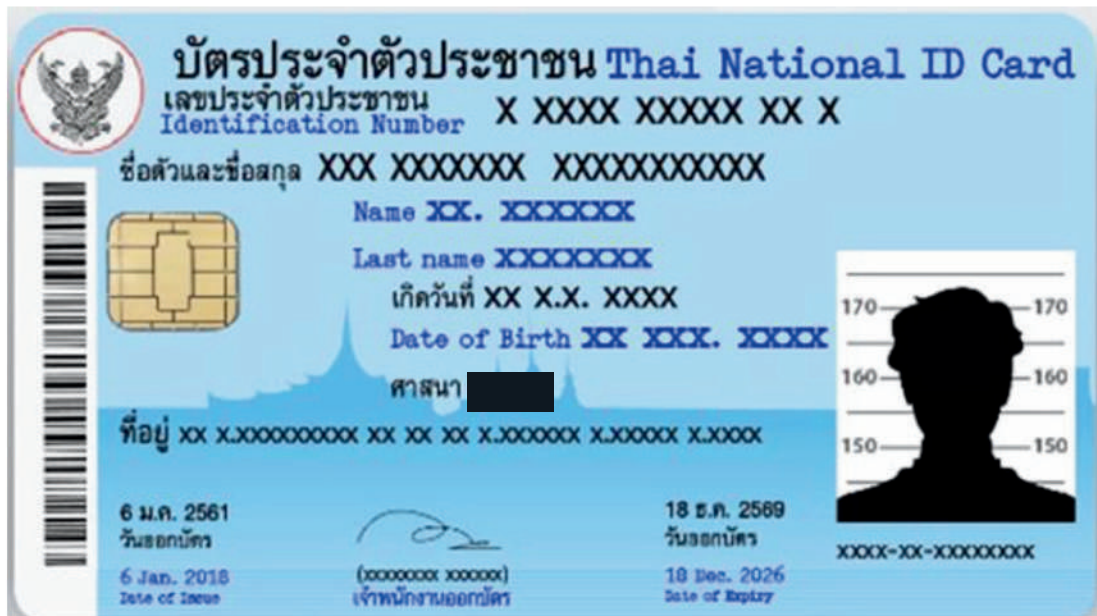 บัตรประจำตัวประชาชน Thai National ID Card
เลขประจำตัวประชาชน
Identification Number X XXXX XXXXX XX X
ชื่อตัวและชื่อสกุล XXX XXXXXXX XXXXXXXXXXX
Name XX. XXXXXXX
Last name XXXXXXXX
เกิดวันที่ XX X.X. XXXX
Date of Birth XX XXX. XXXX
ศาสนา
ที่อยู่ XX X.XXXXXXXXX XX XX XX X.XXXXXX X.XXXXX X.XXXX
170 170
160 160
150 150
6 ม.ค. 2561
วันออกบัตร
6 Jan. 2018
Date of Issue
(xxxxxxxx xxxxxx)
เจ้าพนักงานออกบัตร
18 ธ.ค. 2569
วันออกบัตร
18 Dec. 2026
Date of Expiry
XXXX-XX-XXXXXXXX